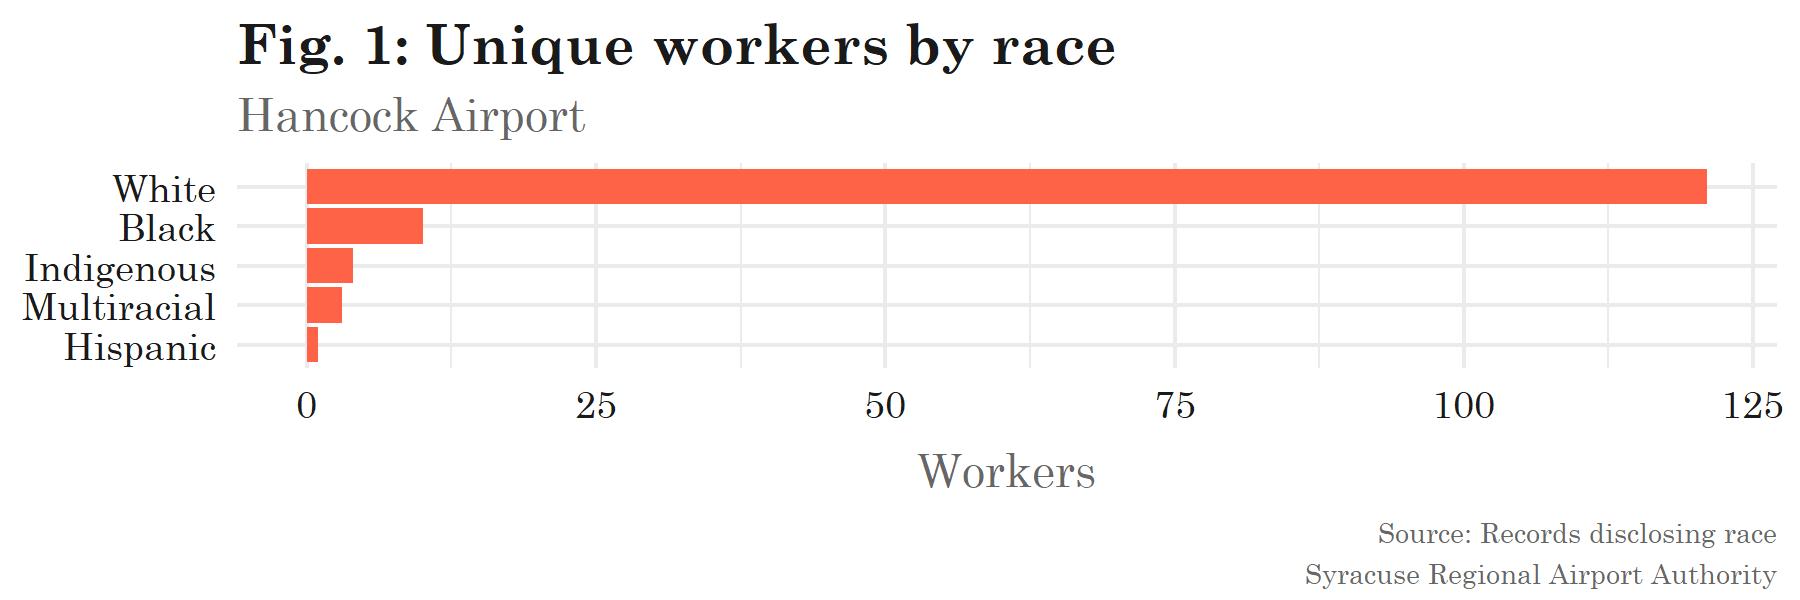 Fig. 1: Unique workers by race
Hancock Airport
White
Black
Indigenous
Multiracial
Hispanic
0 25 50 75 100 125
Workers
Source: Records disclosing race
Syracuse Regional Airport Authority